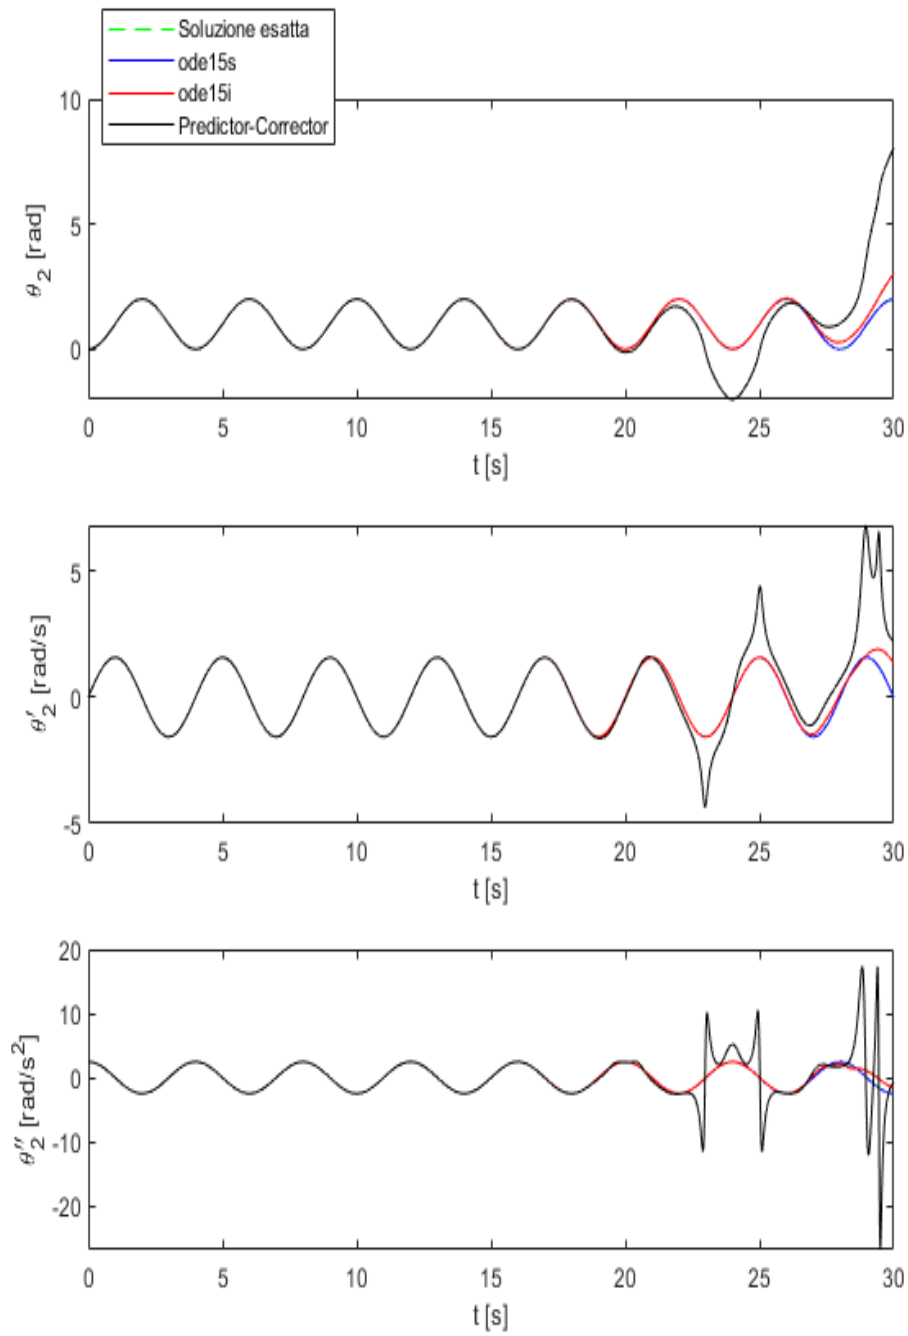 Soluzione esatta
ode15s
ode15i
Predictor-Corrector
10
5
0
θ₂ [rad]
0 5 10 15 20 25 30
t [s]
5
0
-5
θ′₂ [rad/s]
0 5 10 15 20 25 30
t [s]
20
10
0
-10
-20
θ″₂ [rad/s²]
0 5 10 15 20 25 30
t [s]